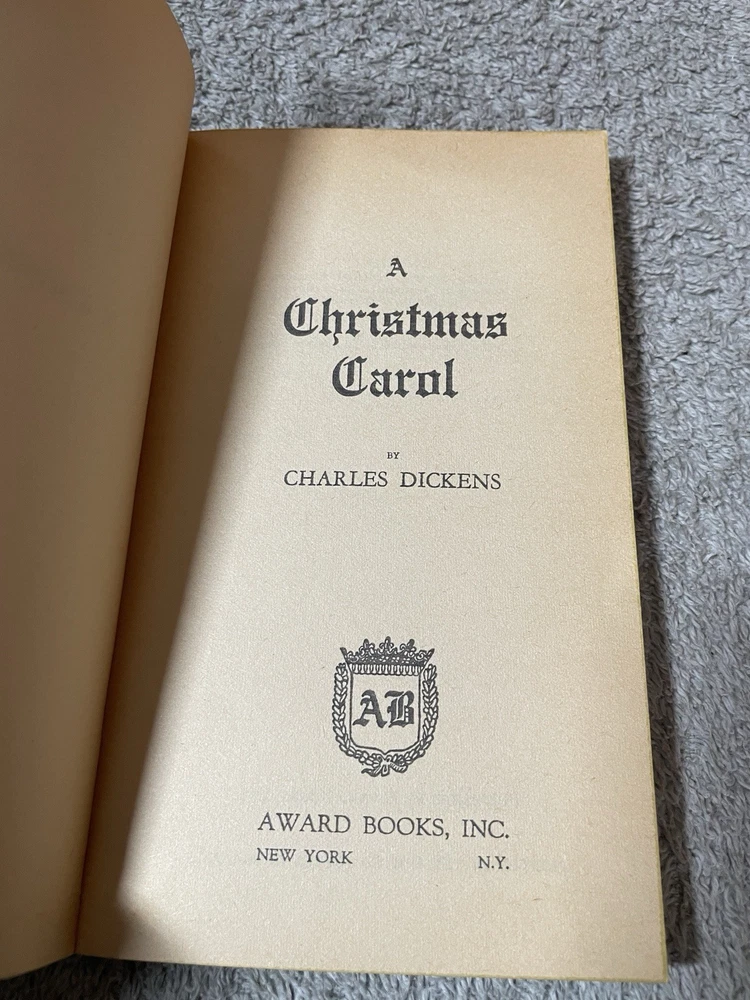 A
Christmas
Carol
BY
CHARLES DICKENS
AB
AWARD BOOKS, INC.
NEW YORK N.Y.